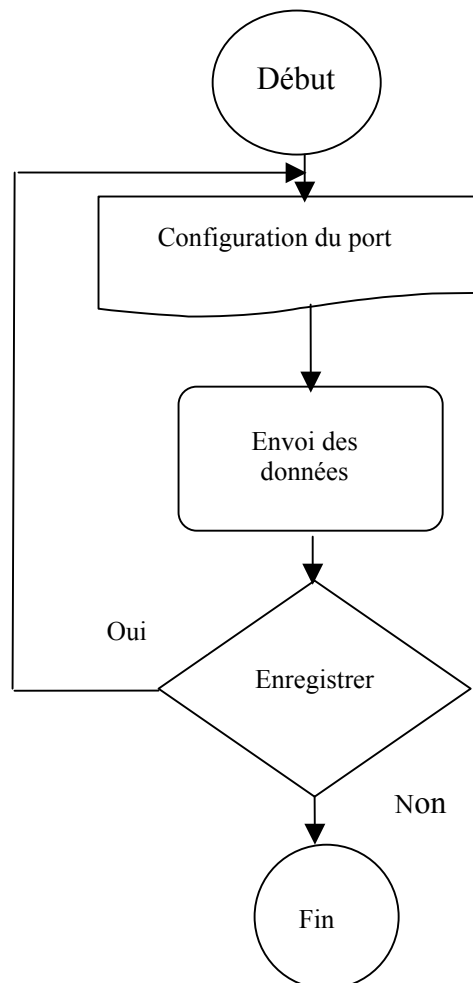 Début
Configuration du port
Envoi des
données
Oui
Enregistrer
Non
Fin